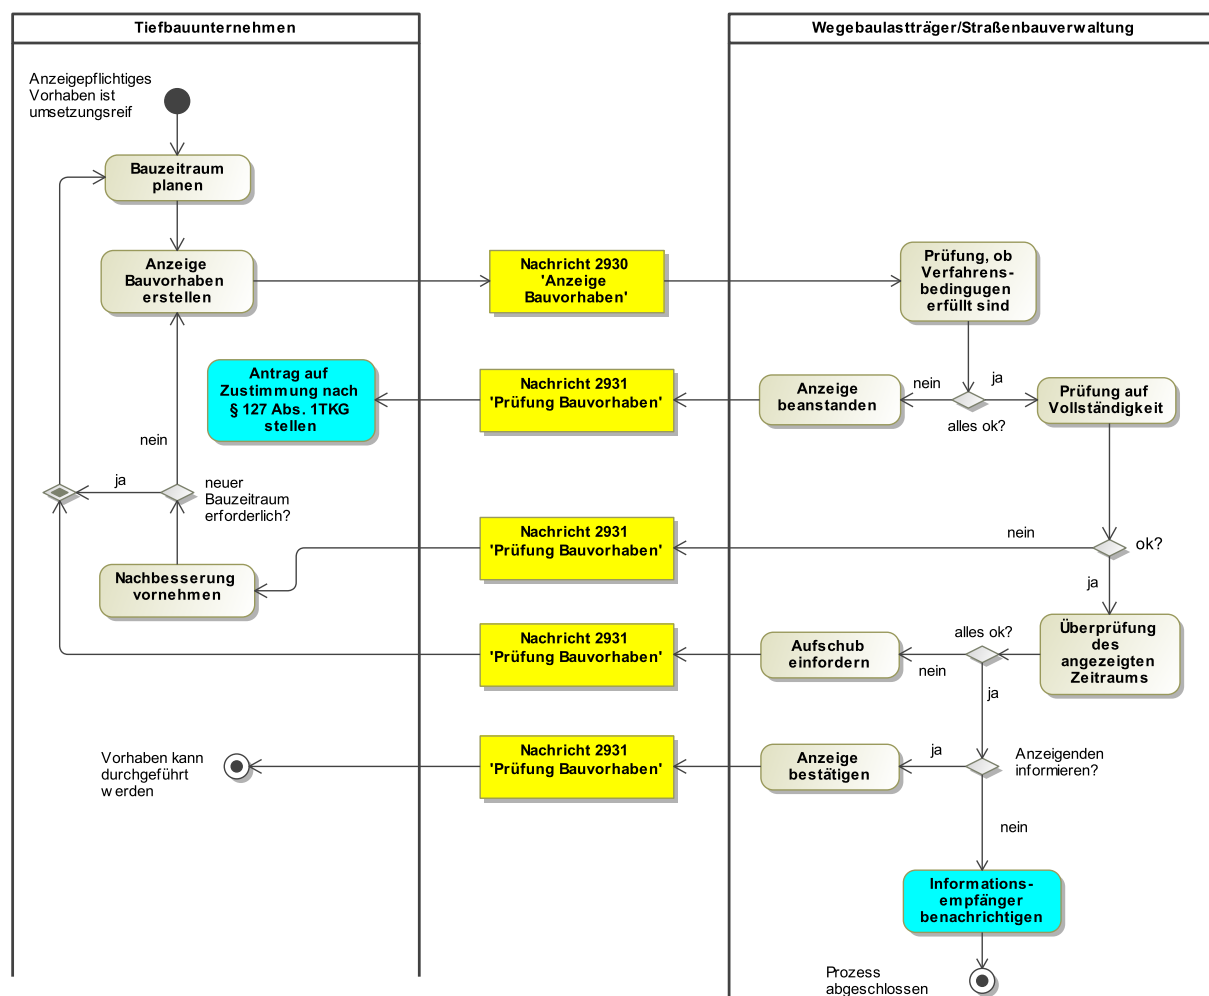 Tiefbauunternehmen
Wegebaulastträger/Straßenbauverwaltung
Anzeigepflichtiges
Vorhaben ist
umsetzungsreif
Bauzeitraum
planen
Anzeige
Bauvorhaben
erstellen
Nachricht 2930
'Anzeige
Bauvorhaben'
Prüfung, ob
Verfahrens-
bedingugen
erfüllt sind
Antrag auf
Zustimmung nach
§ 127 Abs. 1TKG
stellen
Nachricht 2931
'Prüfung Bauvorhaben'
Anzeige
beanstanden
nein
ja
alles ok?
Prüfung auf
Vollständigkeit
nein
ja
neuer
Bauzeitraum
erforderlich?
Nachricht 2931
'Prüfung Bauvorhaben'
nein
ok?
ja
Nachbesserung
vornehmen
Nachricht 2931
'Prüfung Bauvorhaben'
Aufschub
einfordern
alles ok?
nein
ja
Überprüfung
des
angezeigten
Zeitraums
Vorhaben kann
durchgeführt
werden
Nachricht 2931
'Prüfung Bauvorhaben'
Anzeige
bestätigen
ja
Anzeigenden
informieren?
nein
Informations-
empfänger
benachrichtigen
Prozess
abgeschlossen